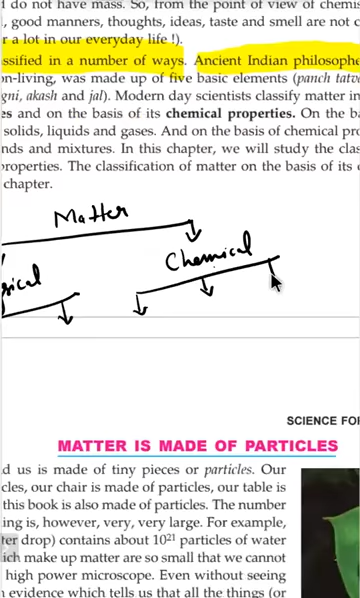 f do not have mass. So, from the point of view of chemis
, good manners, thoughts, ideas, taste and smell are not c
r a lot in our everyday life !).
assified in a number of ways. Ancient Indian philosophe
on-living, was made up of five basic elements (panch tatv
gni, akash and jal). Modern day scientists classify matter in
es and on the basis of its chemical properties. On the ba
solids, liquids and gases. And on the basis of chemical pro
nds and mixtures. In this chapter, we will study the clas
properties. The classification of matter on the basis of its
chapter.
Matter
sical Chemical
SCIENCE FOR
MATTER IS MADE OF PARTICLES
d us is made of tiny pieces or particles. Our
cles, our chair is made of particles, our table is
this book is also made of particles. The number
ing is, however, very, very large. For example,
ter drop) contains about 10²¹ particles of water
ich make up matter are so small that we cannot
high power microscope. Even without seeing
evidence which tells us that all the things (or